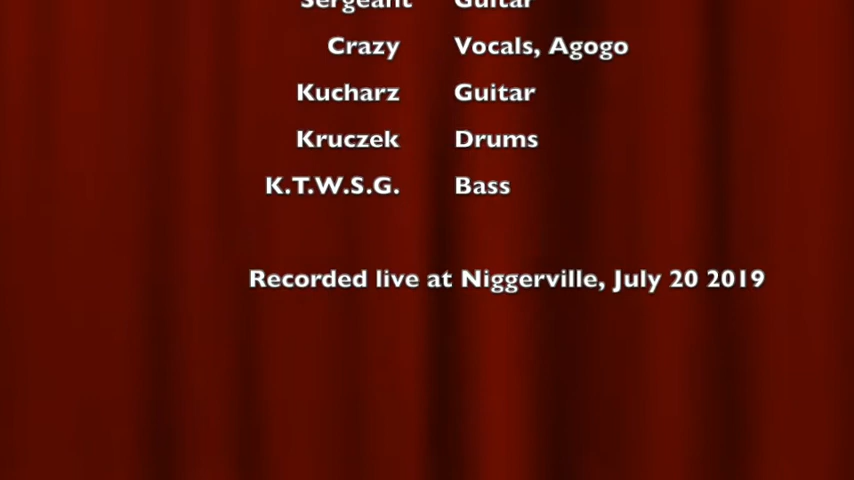 Sergeant Guitar
Crazy Vocals, Agogo
Kucharz Guitar
Kruczek Drums
K.T.W.S.G. Bass
Recorded live at Niggerville, July 20 2019